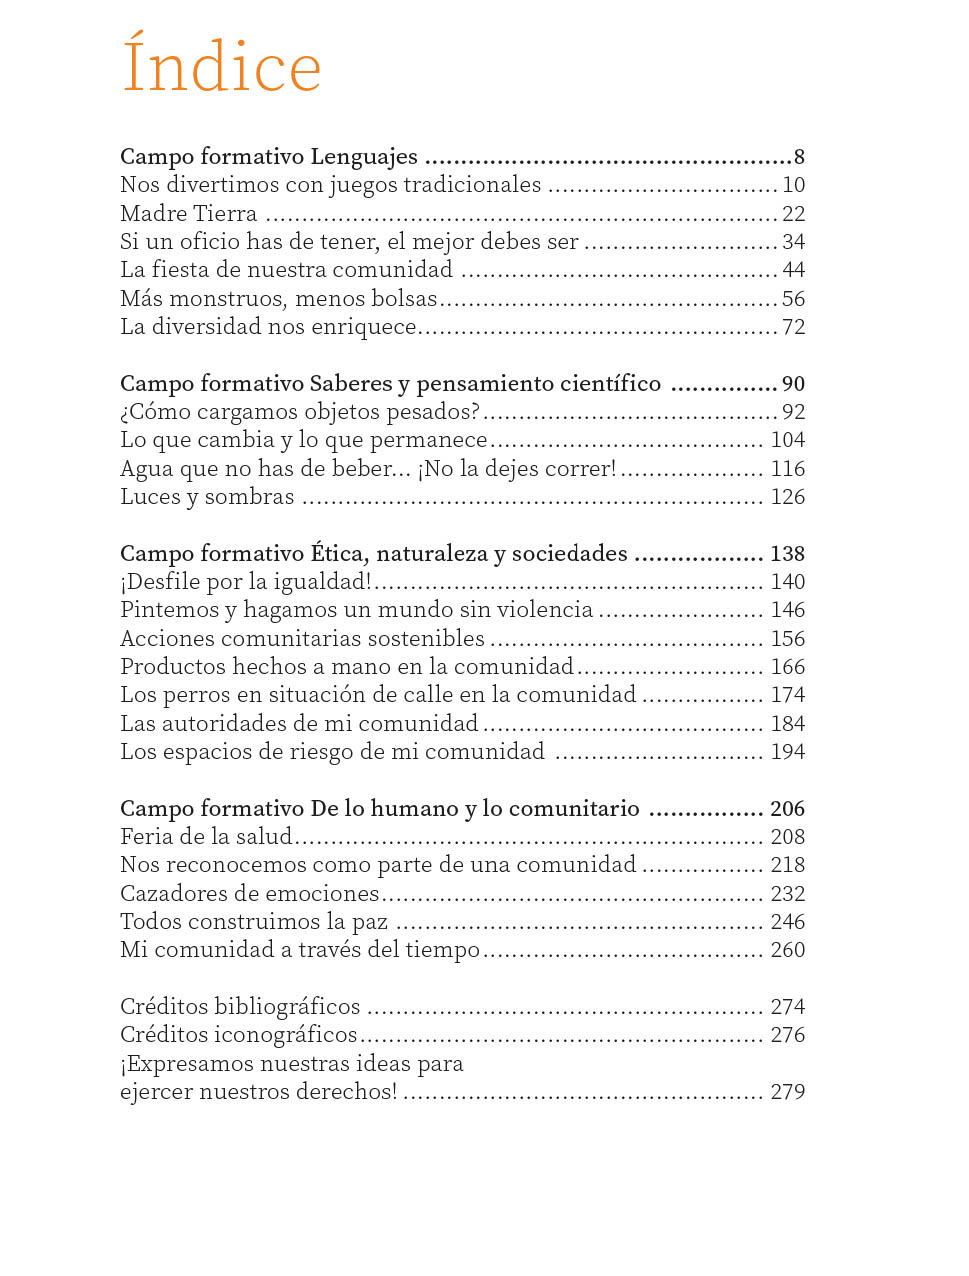 Índice
Campo formativo Lenguajes ................................................... 8
Nos divertimos con juegos tradicionales ................................ 10
Madre Tierra ....................................................................... 22
Si un oficio has de tener, el mejor debes ser ........................... 34
La fiesta de nuestra comunidad ............................................ 44
Más monstruos, menos bolsas............................................... 56
La diversidad nos enriquece.................................................. 72
Campo formativo Saberes y pensamiento científico ............... 90
¿Cómo cargamos objetos pesados?......................................... 92
Lo que cambia y lo que permanece...................................... 104
Agua que no has de beber... ¡No la dejes correr!.................... 116
Luces y sombras ................................................................ 126
Campo formativo Ética, naturaleza y sociedades .................. 138
¡Desfile por la igualdad!...................................................... 140
Pintemos y hagamos un mundo sin violencia ....................... 146
Acciones comunitarias sostenibles ...................................... 156
Productos hechos a mano en la comunidad.......................... 166
Los perros en situación de calle en la comunidad ................. 174
Las autoridades de mi comunidad....................................... 184
Los espacios de riesgo de mi comunidad ............................. 194
Campo formativo De lo humano y lo comunitario ................ 206
Feria de la salud................................................................. 208
Nos reconocemos como parte de una comunidad ................. 218
Cazadores de emociones..................................................... 232
Todos construimos la paz ................................................... 246
Mi comunidad a través del tiempo....................................... 260
Créditos bibliográficos ....................................................... 274
Créditos iconográficos........................................................ 276
¡Expresamos nuestras ideas para
ejercer nuestros derechos! .................................................. 279